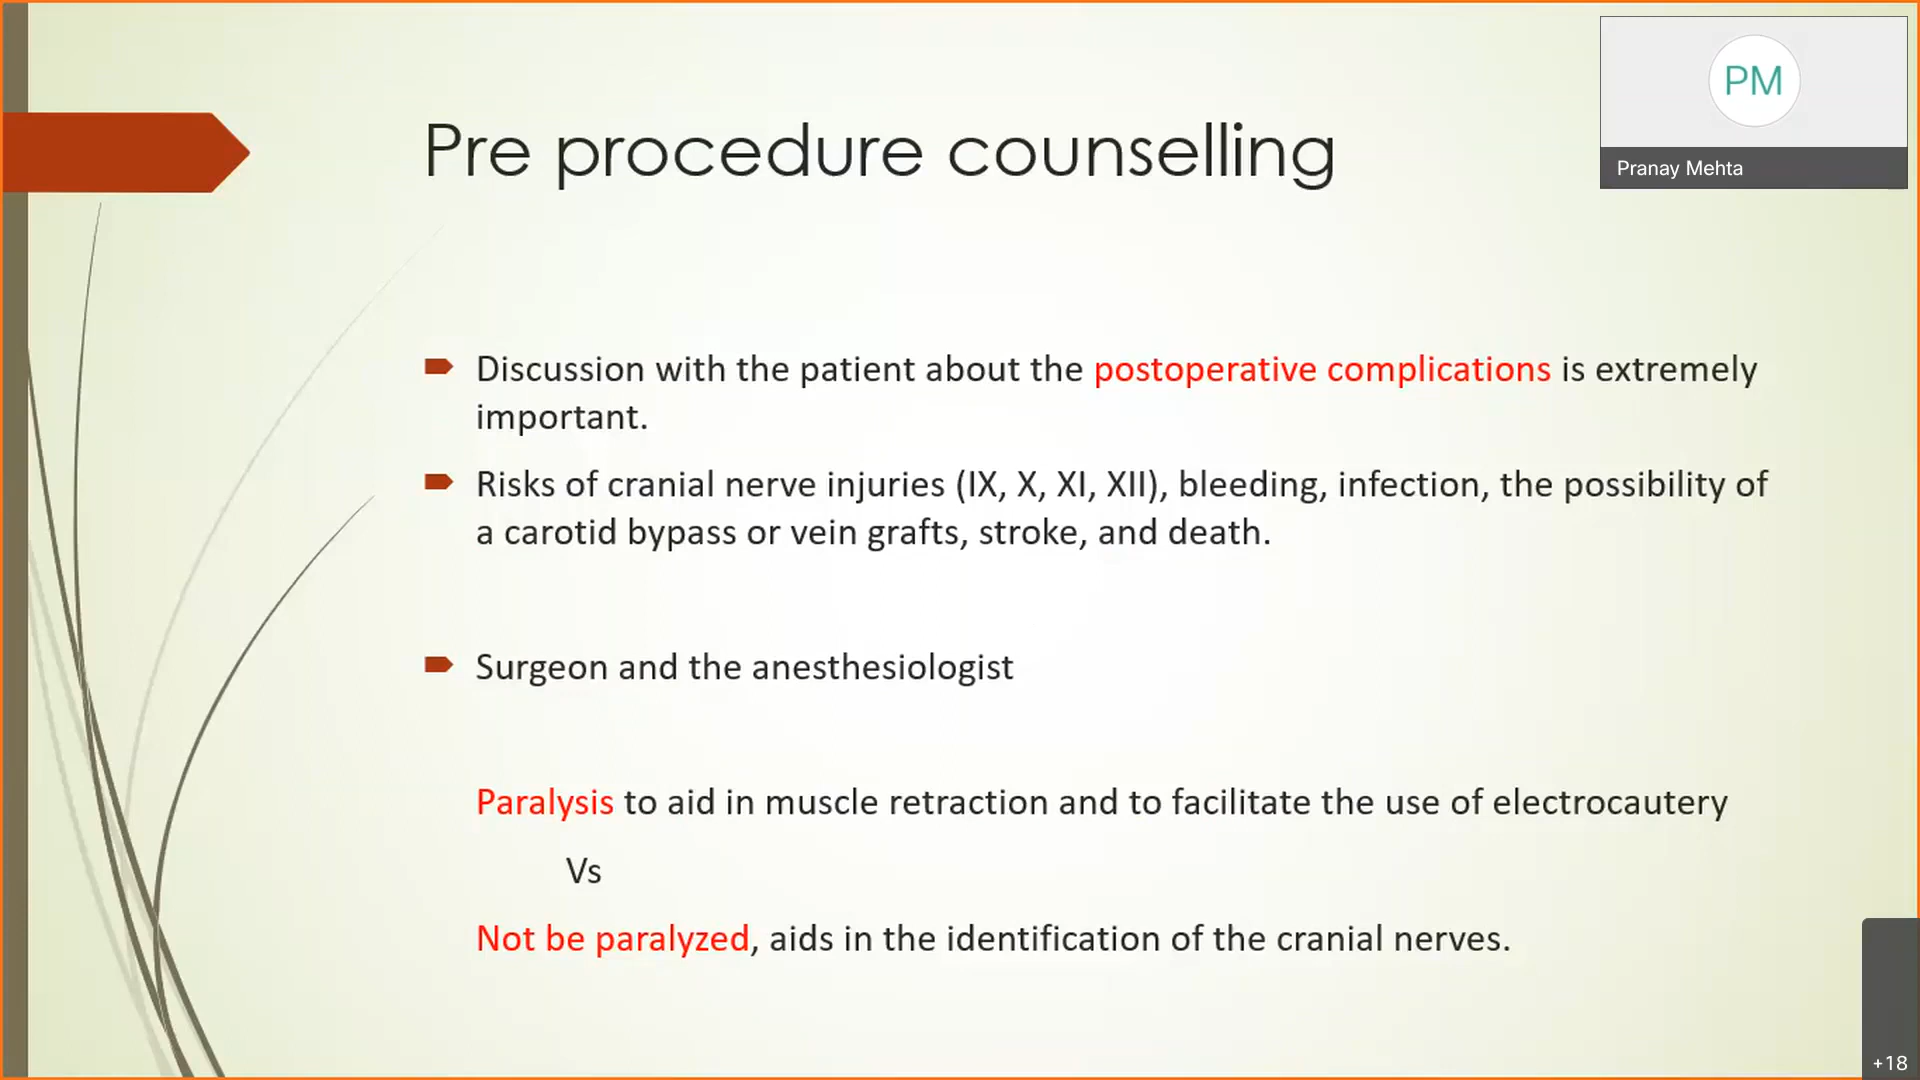 Pre procedure counselling
PM
Pranay Mehta
Discussion with the patient about the postoperative complications is extremely
important.
Risks of cranial nerve injuries (IX, X, XI, XII), bleeding, infection, the possibility of
a carotid bypass or vein grafts, stroke, and death.
Surgeon and the anesthesiologist
Paralysis to aid in muscle retraction and to facilitate the use of electrocautery
Vs
Not be paralyzed, aids in the identification of the cranial nerves.
+18